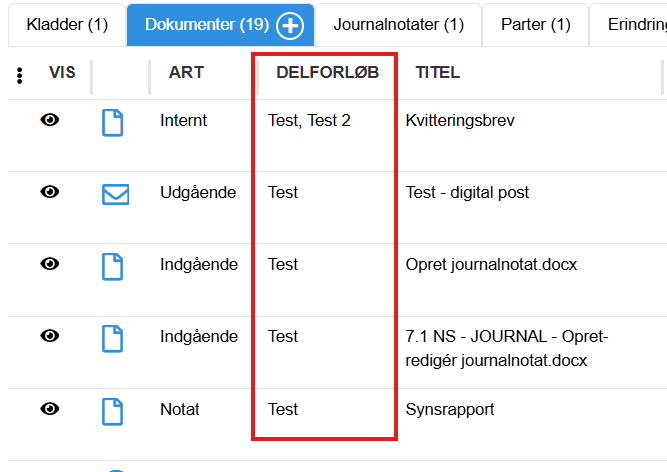 Kladder (1) Dokumenter (19) Journalnotater (1) Parter (1) Erindring
VIS ART DELFORLØB TITEL
Internt Test, Test 2 Kvitteringsbrev
Udgående Test Test - digital post
Indgående Test Opret journalnotat.docx
Indgående Test 7.1 NS - JOURNAL - Opret-
redigér journalnotat.docx
Notat Test Synsrapport